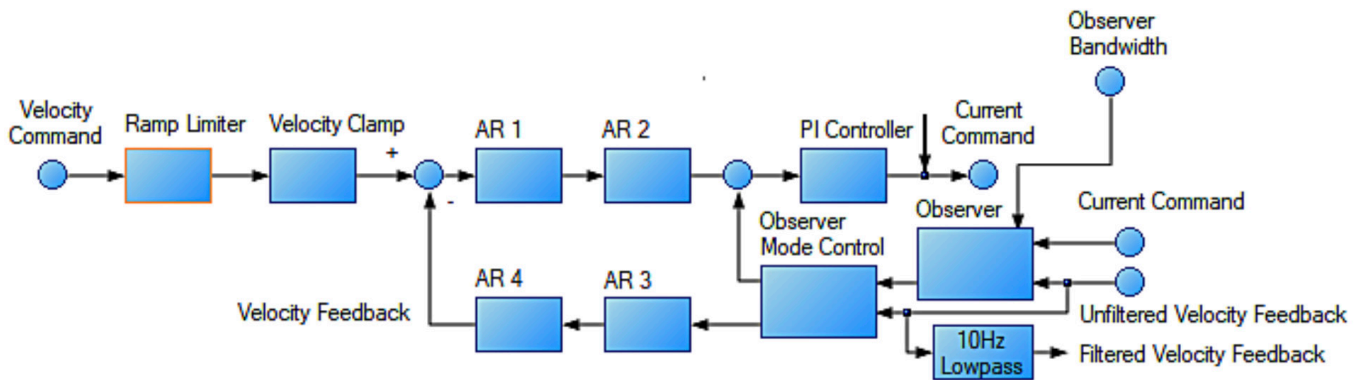 Observer
Bandwidth
Velocity
Command
Ramp Limiter
Velocity Clamp
+
-
AR 1
AR 2
PI Controller
Current
Command
Observer
Mode Control
Observer
Current Command
AR 4
AR 3
Velocity Feedback
Unfiltered Velocity Feedback
10Hz
Lowpass
Filtered Velocity Feedback